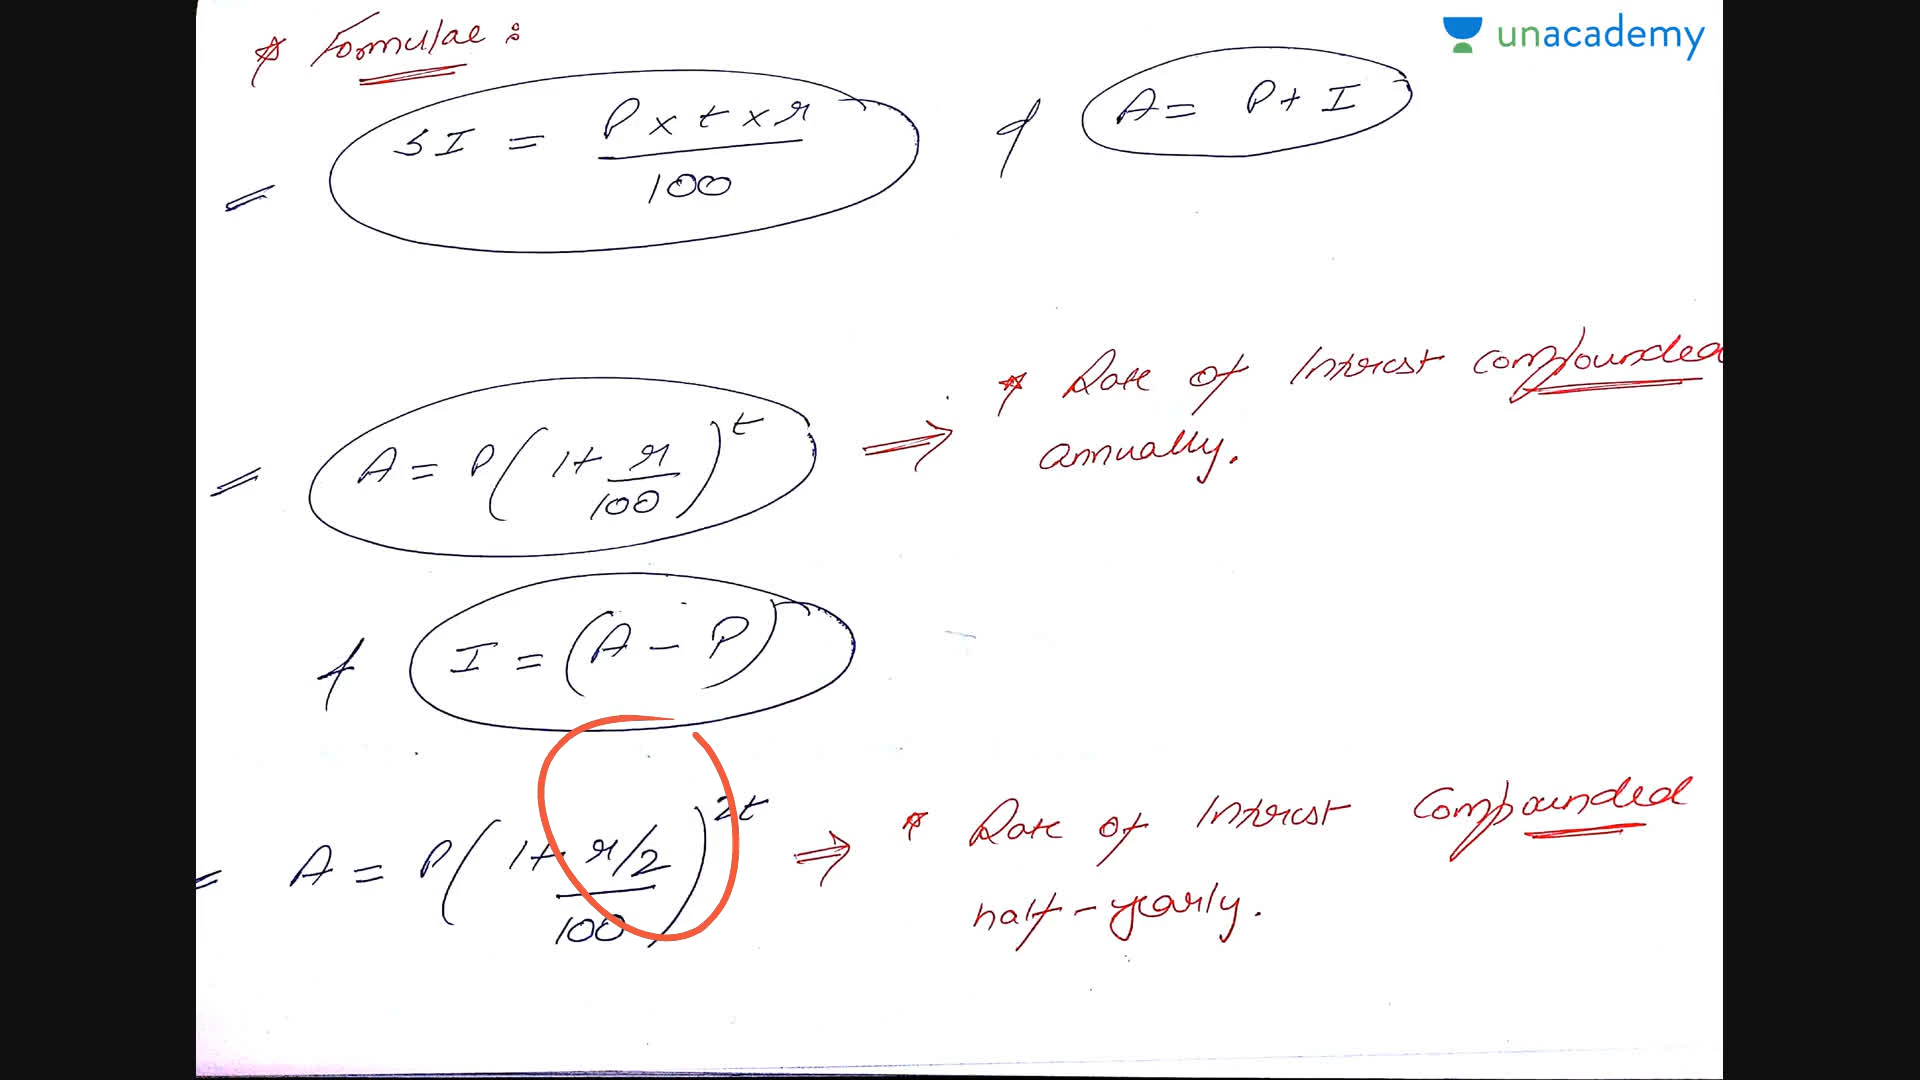 * Formulae :
unacademy
= SI = P x t x r / 100 & A = P + I
= A = P(1 + r/100)^t ⇒ * Rate of Interest compounded
annually.
& I = (A - P)
= A = P(1 + r/2 / 100)^2t ⇒ * Rate of Interest Compounded
half-yearly.